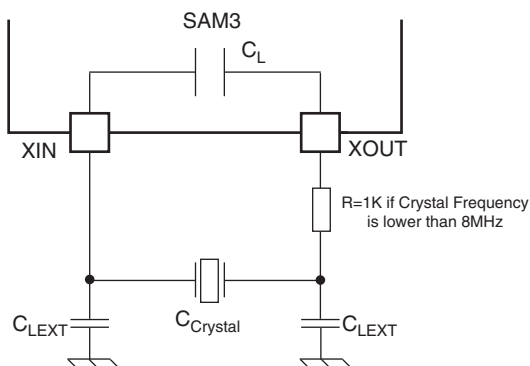 SAM3
CL
XIN
XOUT
R=1K if Crystal Frequency
is lower than 8MHz
CLEXT
CCrystal
CLEXT